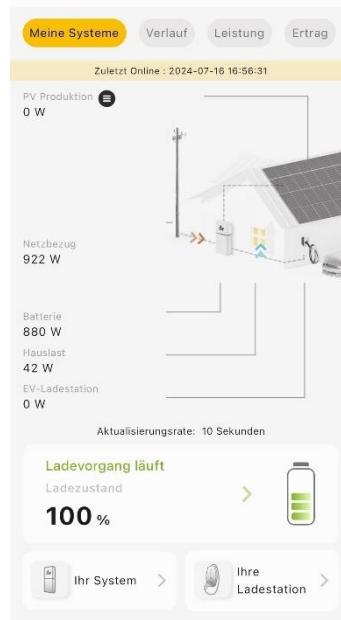 Meine Systeme Verlauf Leistung Ertrag
Zuletzt Online : 2024-07-16 16:56:31
PV Produktion
0 W
Netzbezug
922 W
Batterie
880 W
Hauslast
42 W
EV-Ladestation
0 W
Aktualisierungsrate: 10 Sekunden
Ladevorgang läuft
Ladezustand
100 %
Ihr System
Ihre
Ladestation